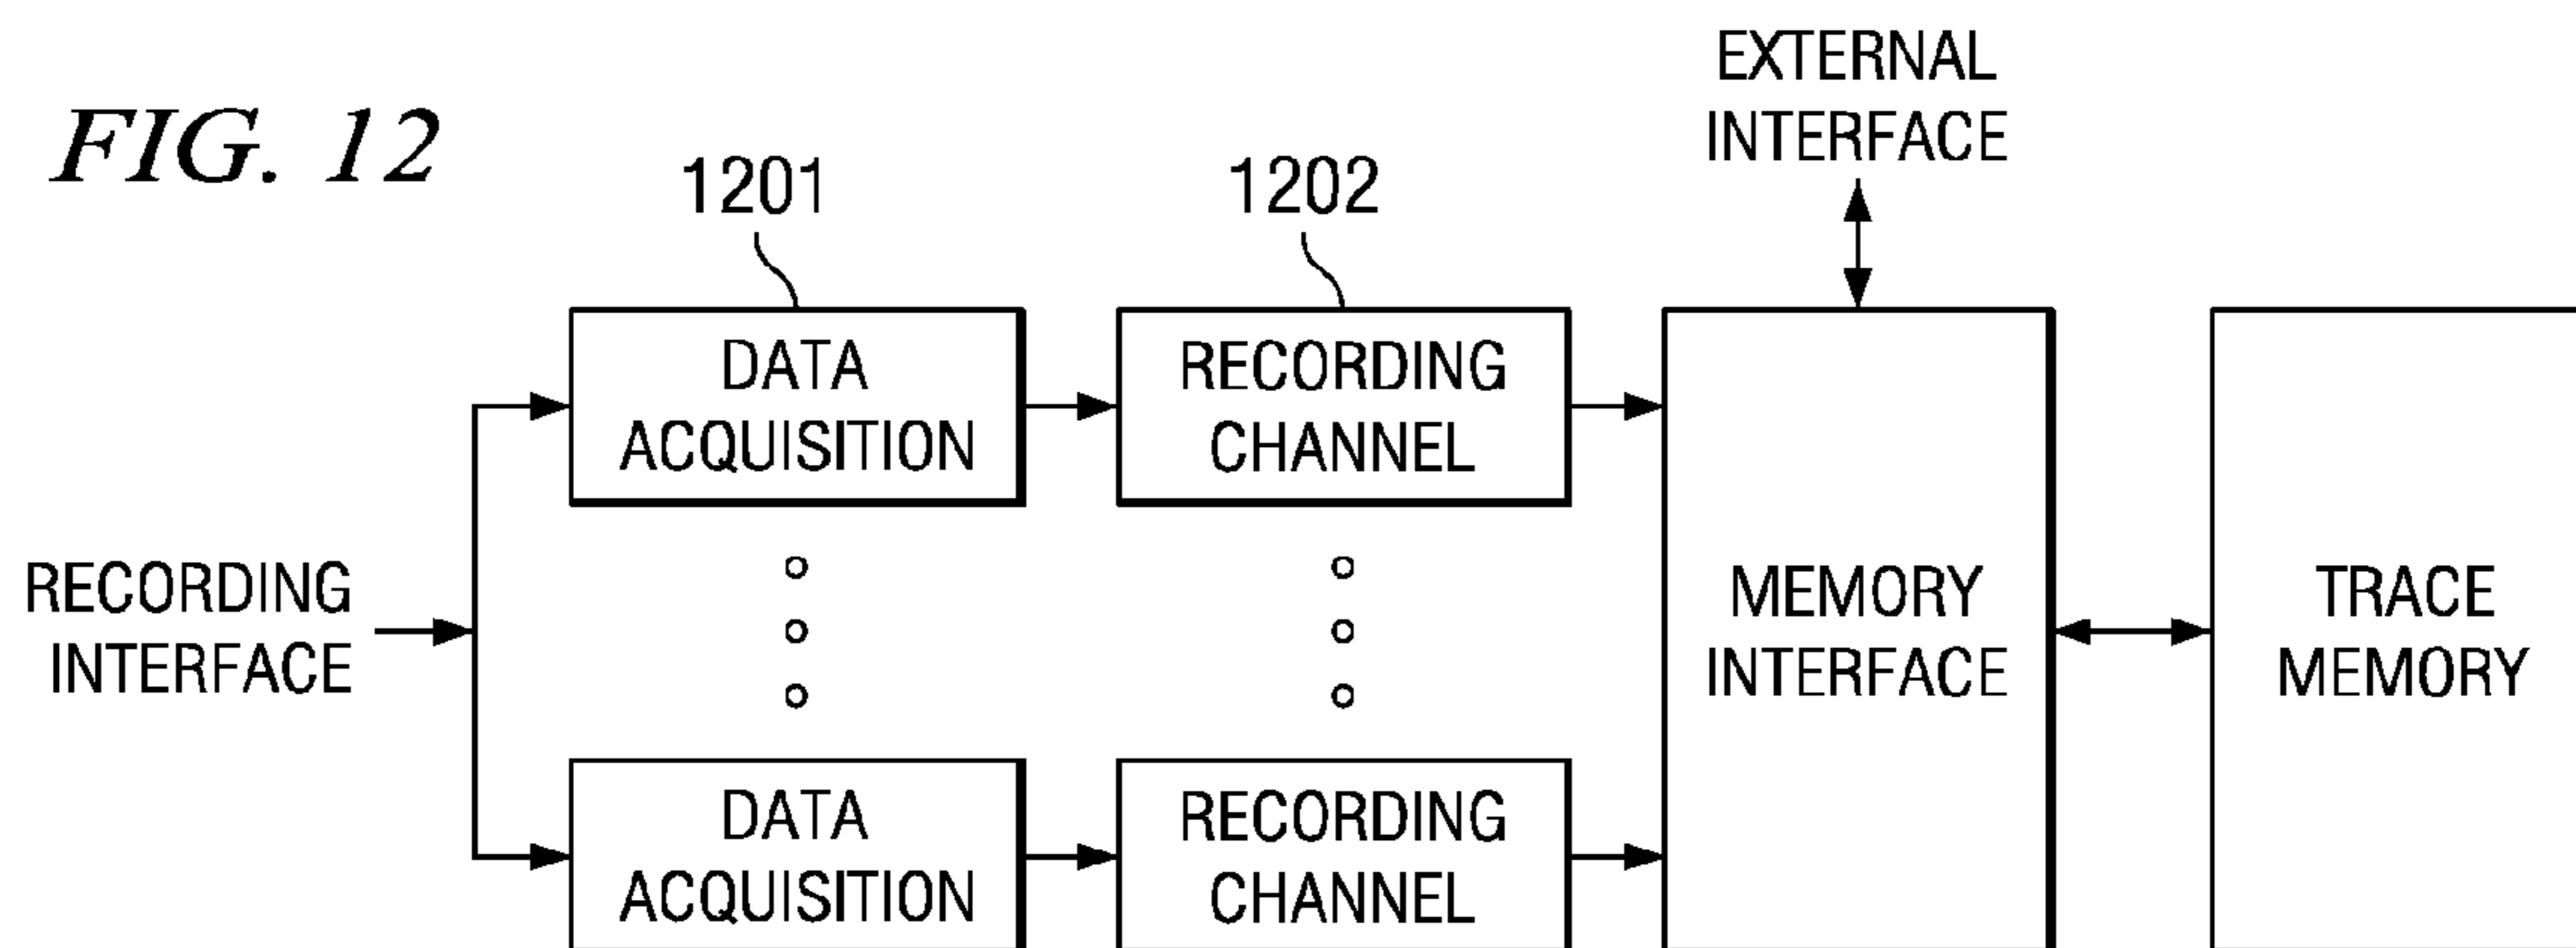 FIG. 12
EXTERNAL
INTERFACE
1201
1202
DATA
ACQUISITION
RECORDING
CHANNEL
RECORDING
INTERFACE
MEMORY
INTERFACE
TRACE
MEMORY
DATA
ACQUISITION
RECORDING
CHANNEL